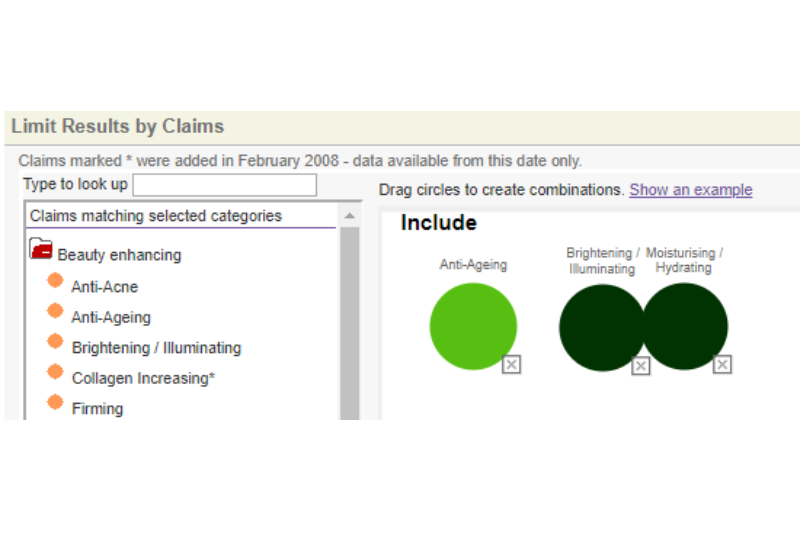 Limit Results by Claims
Claims marked * were added in February 2008 - data available from this date only.
Type to look up
Drag circles to create combinations. Show an example
Claims matching selected categories
Beauty enhancing
Anti-Acne
Anti-Ageing
Brightening / Illuminating
Collagen Increasing*
Firming
Include
Anti-Ageing
Brightening /
Illuminating
Moisturising /
Hydrating